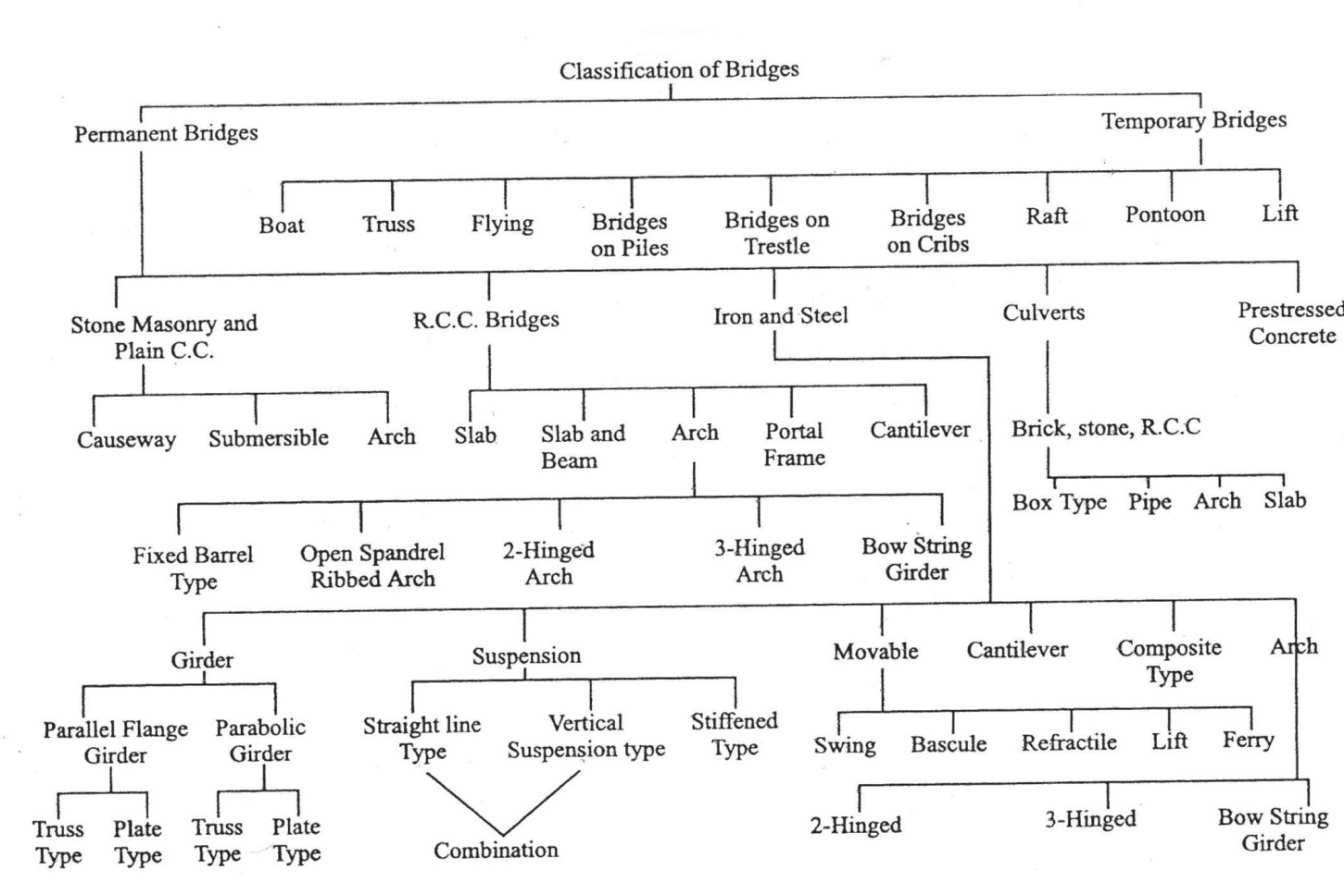 Classification of Bridges
Permanent Bridges
Temporary Bridges
Boat
Truss
Flying
Bridges
on Piles
Bridges on
Trestle
Bridges
on Cribs
Raft
Pontoon
Lift
Stone Masonry and
Plain C.C.
R.C.C. Bridges
Iron and Steel
Culverts
Prestressed
Concrete
Causeway
Submersible
Arch
Slab
Slab and
Beam
Arch
Portal
Frame
Cantilever
Brick, stone, R.C.C
Box Type
Pipe
Arch
Slab
Fixed Barrel
Type
Open Spandrel
Ribbed Arch
2-Hinged
Arch
3-Hinged
Arch
Bow String
Girder
Girder
Suspension
Movable
Cantilever
Composite
Type
Arch
Parallel Flange
Girder
Parabolic
Girder
Straight line
Type
Vertical
Suspension type
Stiffened
Type
Swing
Bascule
Refractile
Lift
Ferry
Truss
Type
Plate
Type
Truss
Type
Plate
Type
Combination
2-Hinged
3-Hinged
Bow String
Girder